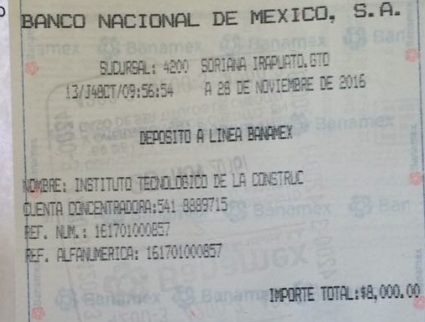 BANCO NACIONAL DE MEXICO, S.A.
SUCURSAL: 4200 SORIANA IRAPUATO,GTO
13/J48CT/09:56:54 A 28 DE NOVIEMBRE DE 2016
DEPOSITO A LINEA BANAMEX
NOMBRE: INSTITUTO TECNOLOGICO DE LA CONSTRUC
CUENTA CONCENTRADORA:541 8889715
REF. NUM.: 161701000857
REF. ALFANUMERICA: 161701000857
IMPORTE TOTAL:$8,000.00